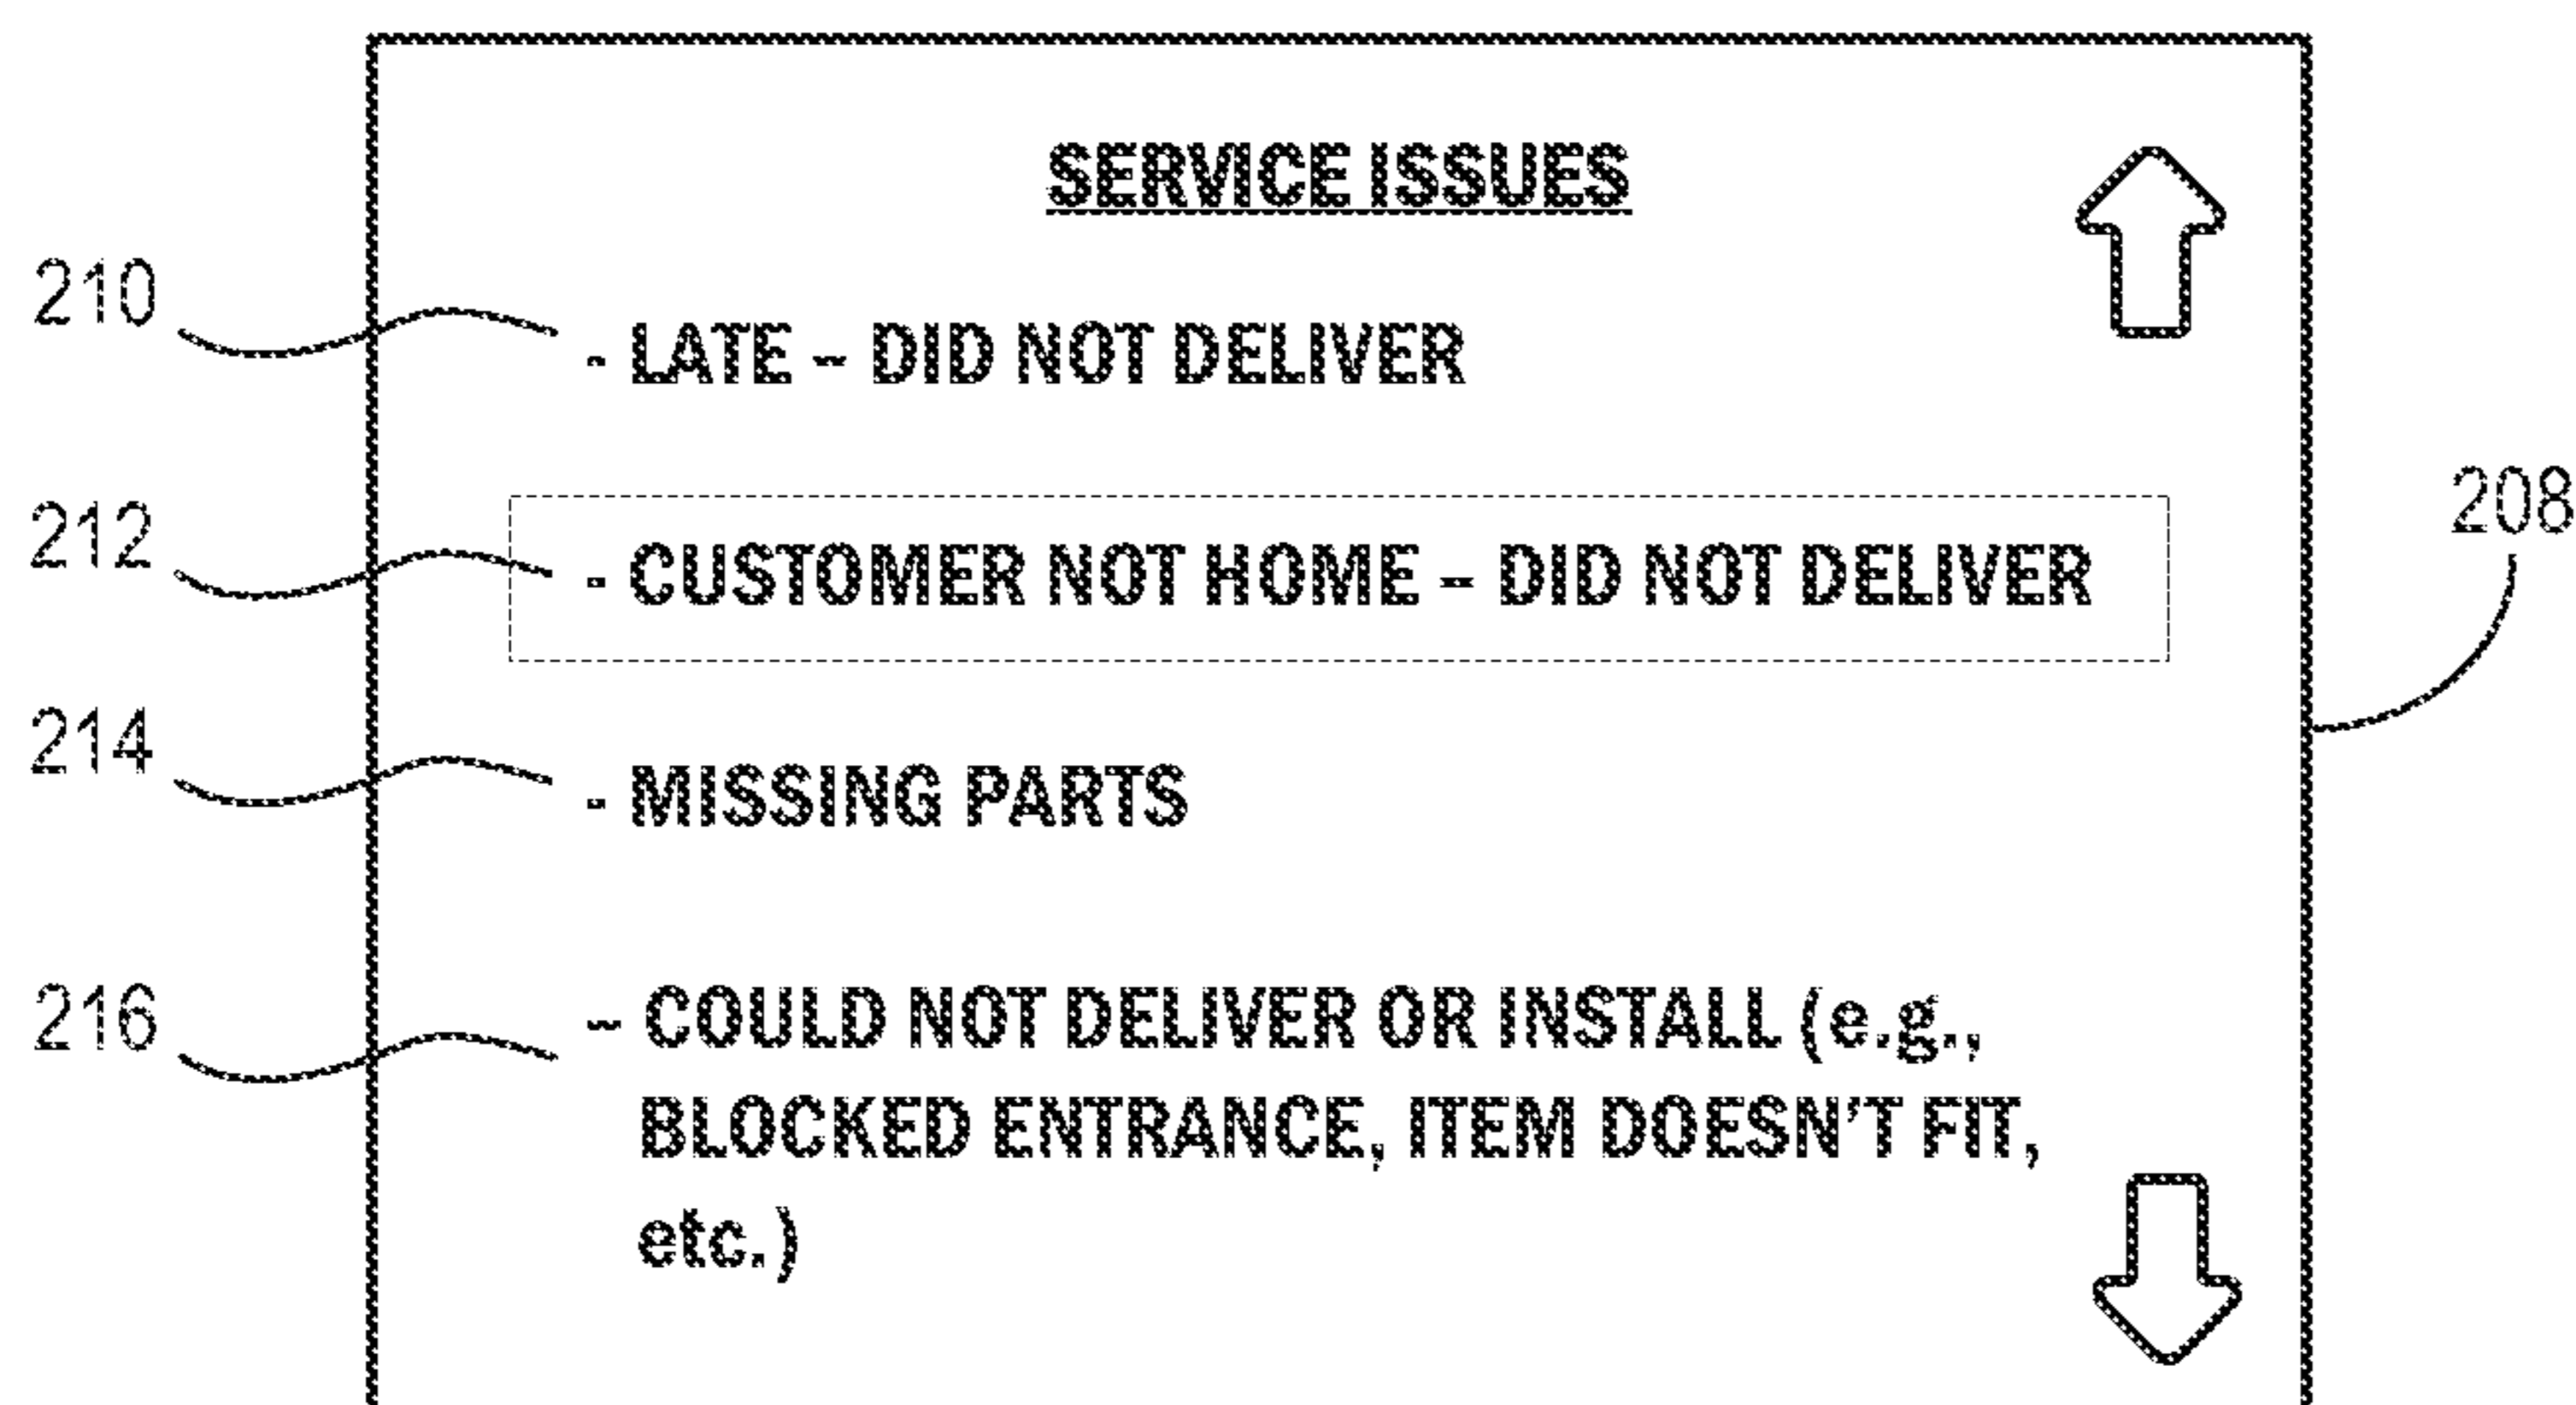 SERVICE ISSUES
210
- LATE – DID NOT DELIVER
212
- CUSTOMER NOT HOME – DID NOT DELIVER
208
214
- MISSING PARTS
216
– COULD NOT DELIVER OR INSTALL (e.g.,
BLOCKED ENTRANCE, ITEM DOESN'T FIT,
etc.)